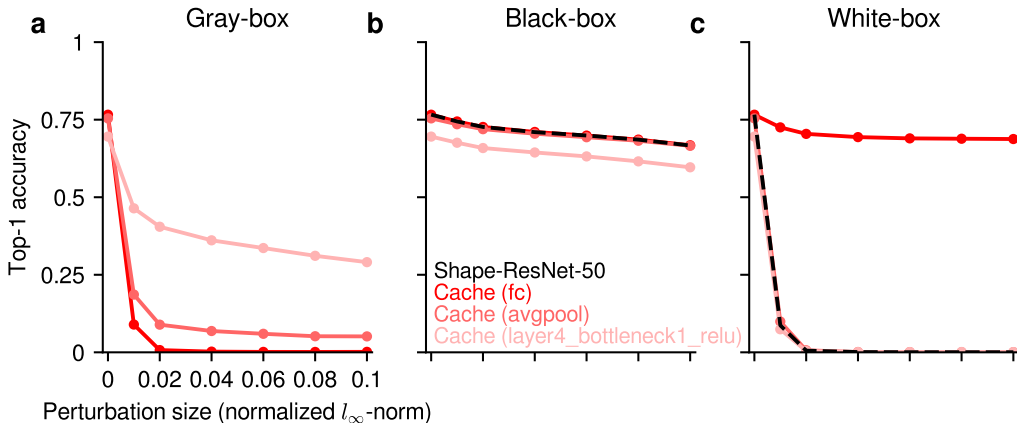 a
Gray-box
b
Black-box
c
White-box
1
0.75
0.5
0.25
0
Top-1 accuracy
0 0.02 0.04 0.06 0.08 0.1
Perturbation size (normalized l∞-norm)
Shape-ResNet-50
Cache (fc)
Cache (avgpool)
Cache (layer4_bottleneck1_relu)